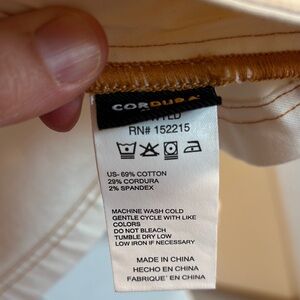 CORDURA
RN# 152215
US- 69% COTTON
29% CORDURA
2% SPANDEX
MACHINE WASH COLD
GENTLE CYCLE WITH LIKE
COLORS
DO NOT BLEACH
TUMBLE DRY LOW
LOW IRON IF NECESSARY
MADE IN CHINA
HECHO EN CHINA
FABRIQUE' EN CHINA